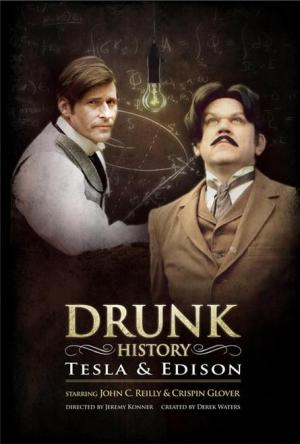 DRUNK
HISTORY
TESLA & EDISON
STARRING JOHN C. REILLY & CRISPIN GLOVER
DIRECTED BY JEREMY KONNER CREATED BY DEREK WATERS